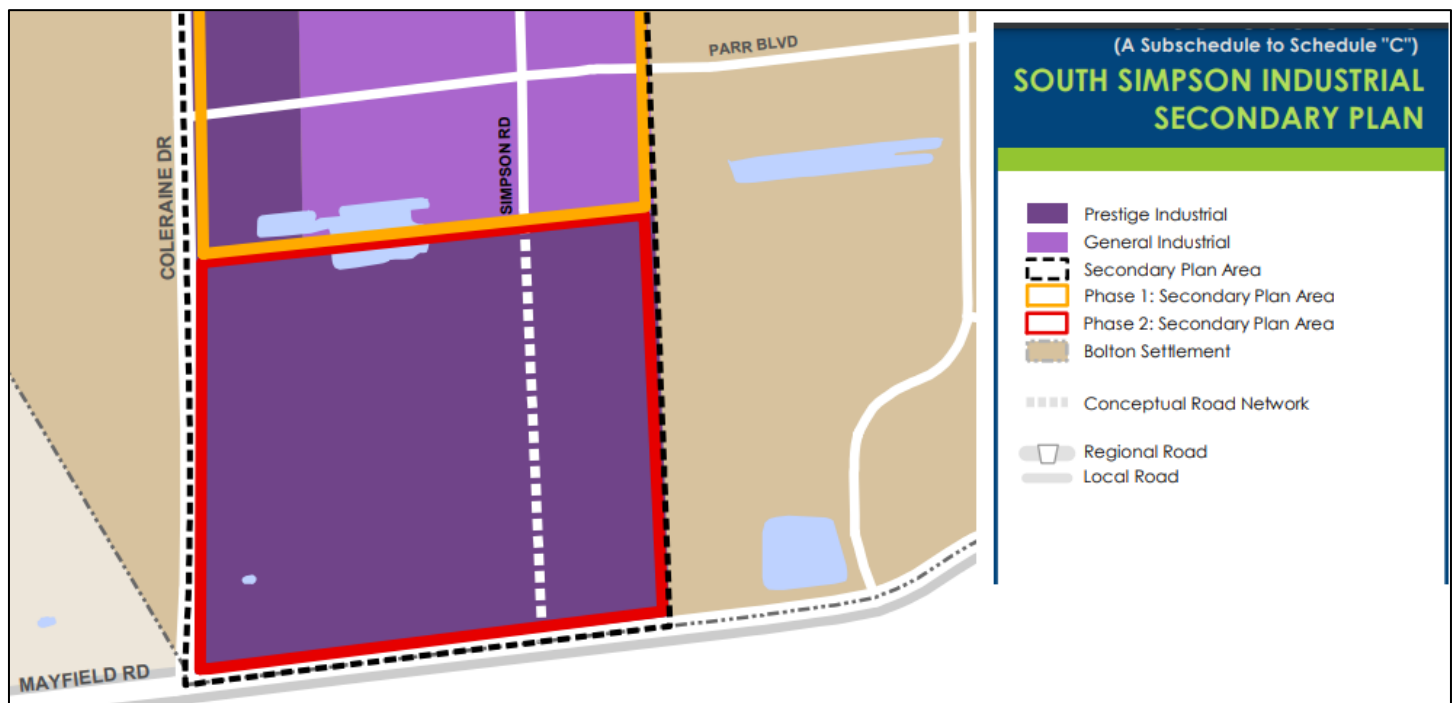 PARR BLVD
COLERAINE DR
SIMPSON RD
MAYFIELD RD
(A Subschedule to Schedule "C")
SOUTH SIMPSON INDUSTRIAL
SECONDARY PLAN
Prestige Industrial
General Industrial
Secondary Plan Area
Phase 1: Secondary Plan Area
Phase 2: Secondary Plan Area
Bolton Settlement
Conceptual Road Network
Regional Road
Local Road